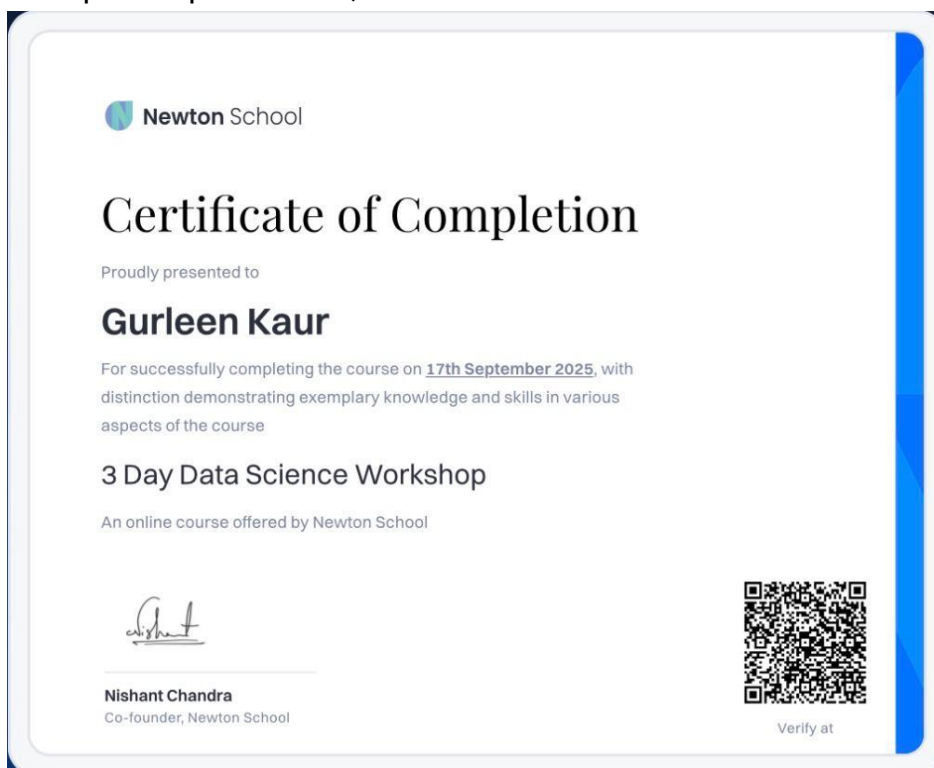 Newton School
Certificate of Completion
Proudly presented to
Gurleen Kaur
For successfully completing the course on 17th September 2025, with
distinction demonstrating exemplary knowledge and skills in various
aspects of the course
3 Day Data Science Workshop
An online course offered by Newton School
Nishant
Nishant Chandra
Co-founder, Newton School
Verify at